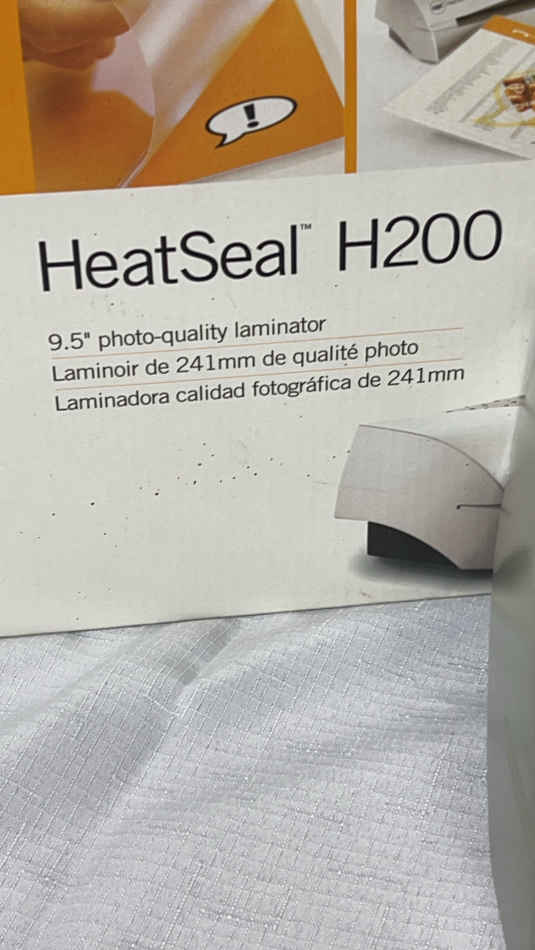 !
HeatSeal™ H200
9.5" photo-quality laminator
Laminoir de 241mm de qualité photo
Laminadora calidad fotográfica de 241mm